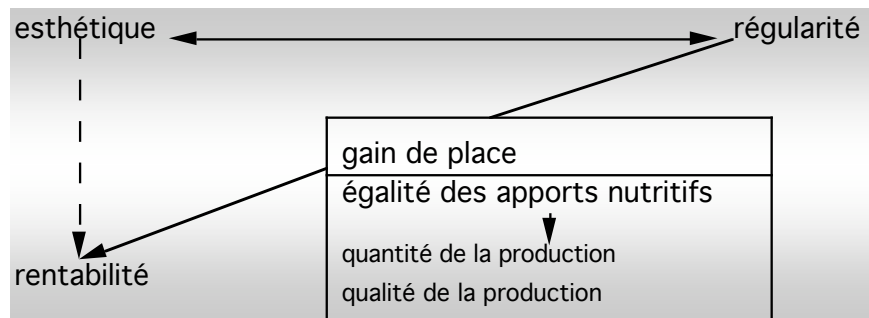 esthétique
régularité
gain de place
égalité des apports nutritifs
quantité de la production
qualité de la production
rentabilité